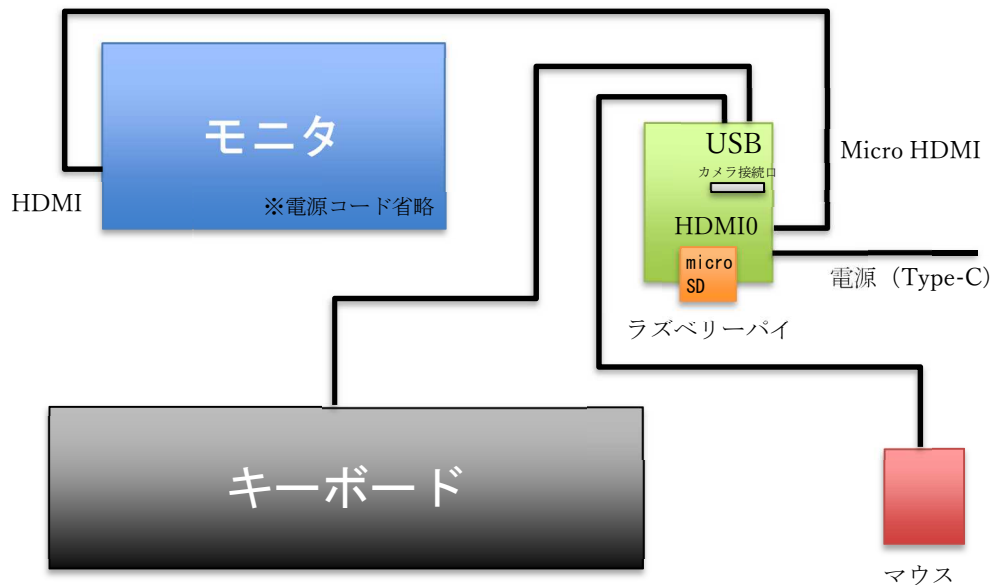 モニタ
※電源コード省略
HDMI
USB
カメラ接続口
HDMI0
micro
SD
Micro HDMI
電源（Type-C）
ラズベリーパイ
キーボード
マウス